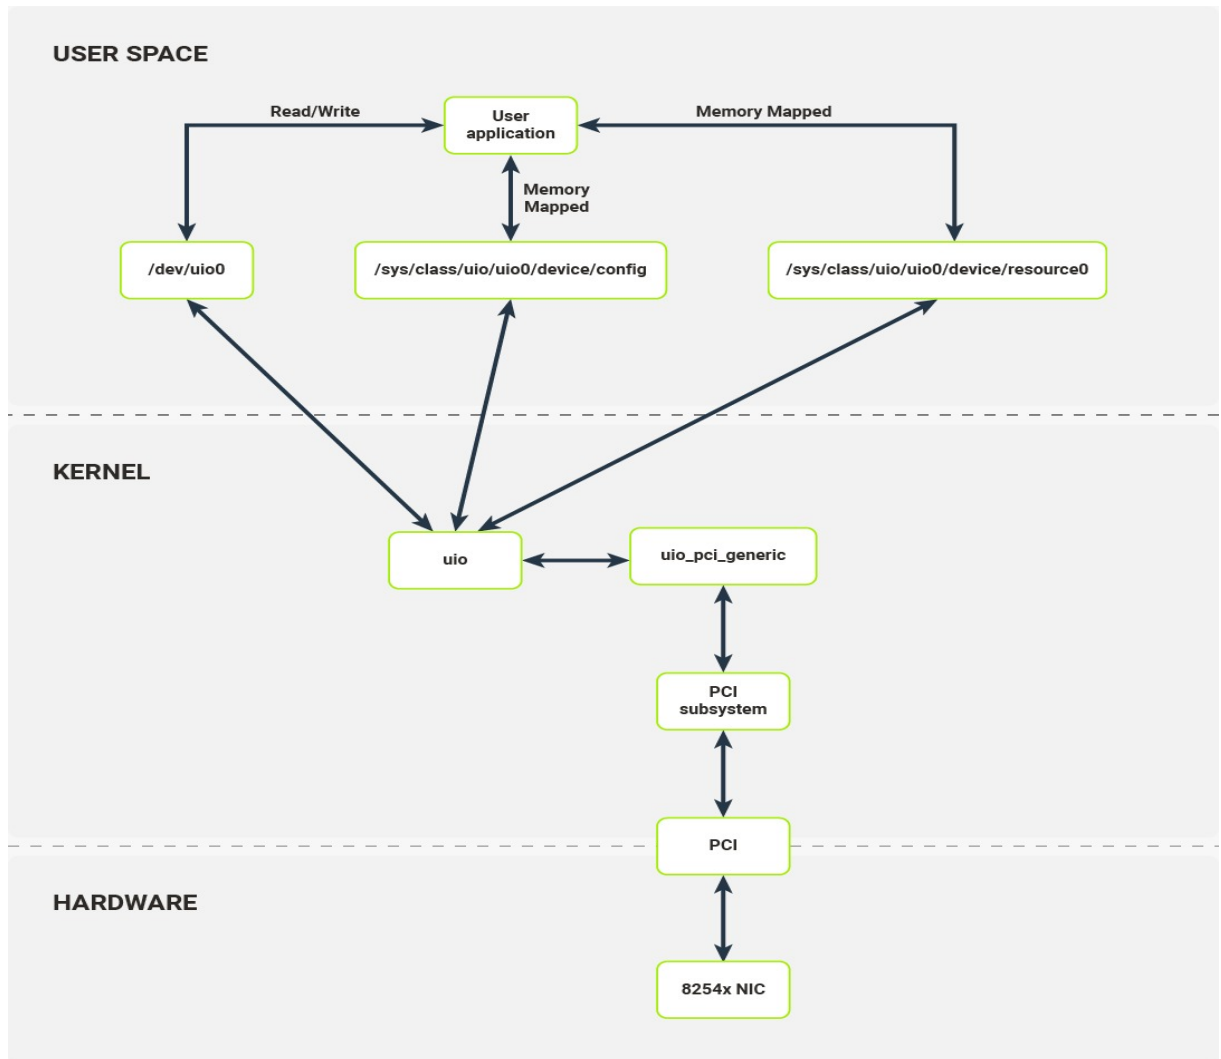 USER SPACE
Read/Write
User
application
Memory Mapped
Memory
Mapped
/dev/uio0
/sys/class/uio/uio0/device/config
/sys/class/uio/uio0/device/resource0
KERNEL
uio
uio_pci_generic
PCI
subsystem
PCI
HARDWARE
8254x NIC